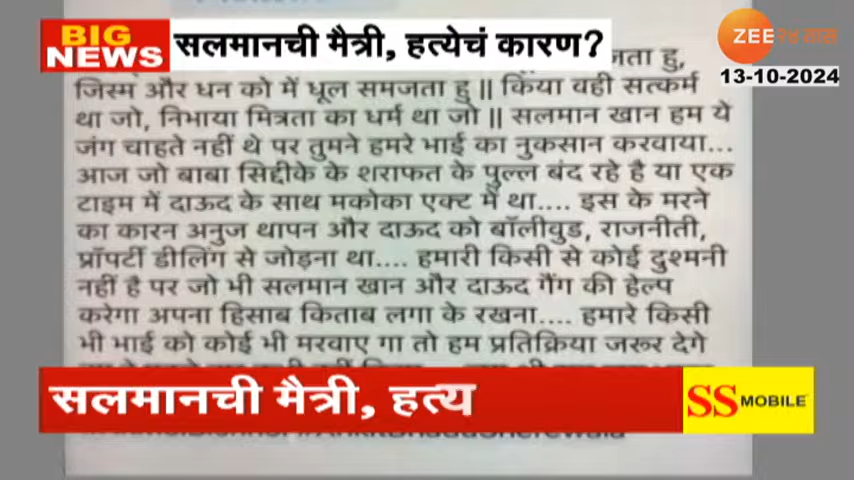 BIG
NEWS
सलमानची मैत्री, हत्येचं कारण?
ZEE २४ तास
13-10-2024
जता हु,
जिस्म और धन को में धूल समजता हु || किया वही सत्कर्म
था जो, निभाया मित्रता का धर्म था जो || सलमान खान हम ये
जंग चाहते नहीं थे पर तुमने हमरे भाई का नुकसान करवाया...
आज जो बाबा सिद्दीके के शराफत के पुल्ल बंद रहे है या एक
टाइम में दाऊद के साथ मकोका एक्ट में था.... इस के मरने
का कारन अनुज थापन और दाऊद को बॉलीवुड, राजनीती,
प्रॉपर्टी डीलिंग से जोड़ना था.... हमारी किसी से कोई दुश्मनी
नहीं है पर जो भी सलमान खान और दाऊद गैंग की हेल्प
करेगा अपना हिसाब किताब लगा के रखना.... हमारे किसी
भी भाई को कोई भी मरवाए गा तो हम प्रतिक्रिया जरूर देगे
सलमानची मैत्री, हत्य
SS MOBILE